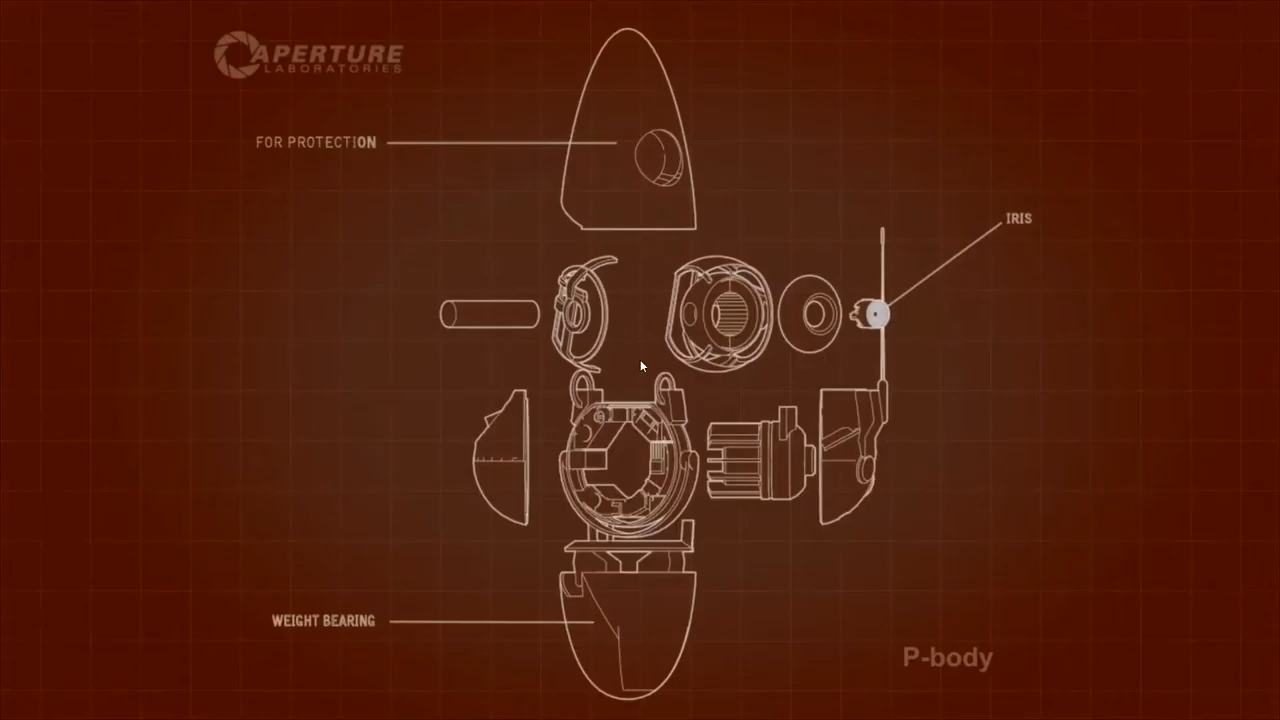 APERTURE
LABORATORIES
FOR PROTECTION
IRIS
WEIGHT BEARING
P-body